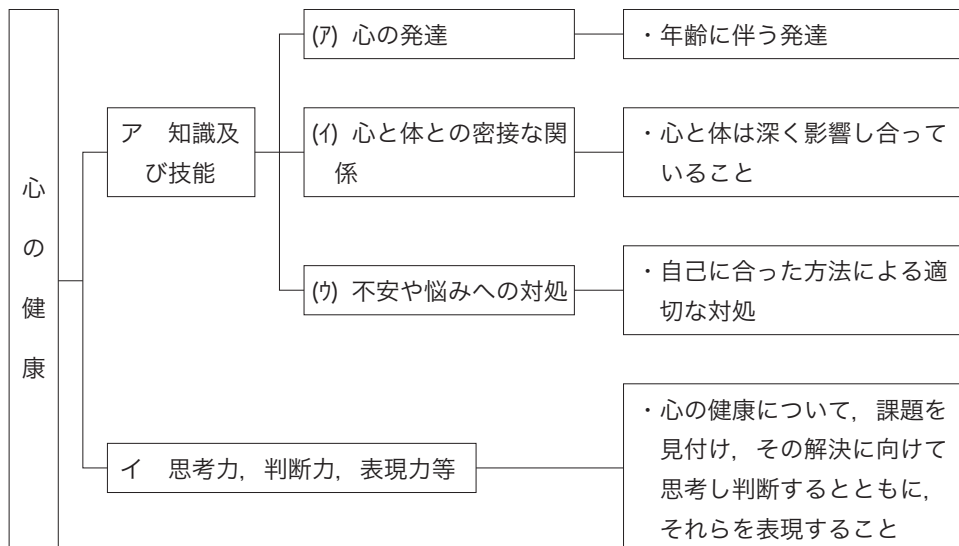 心の健康
ア　知識及
び技能
(ｱ) 心の発達
・年齢に伴う発達
(ｲ) 心と体との密接な関
係
・心と体は深く影響し合って
いること
(ｳ) 不安や悩みへの対処
・自己に合った方法による適
切な対処
イ　思考力，判断力，表現力等
・心の健康について，課題を
見付け，その解決に向けて
思考し判断するとともに，
それらを表現すること